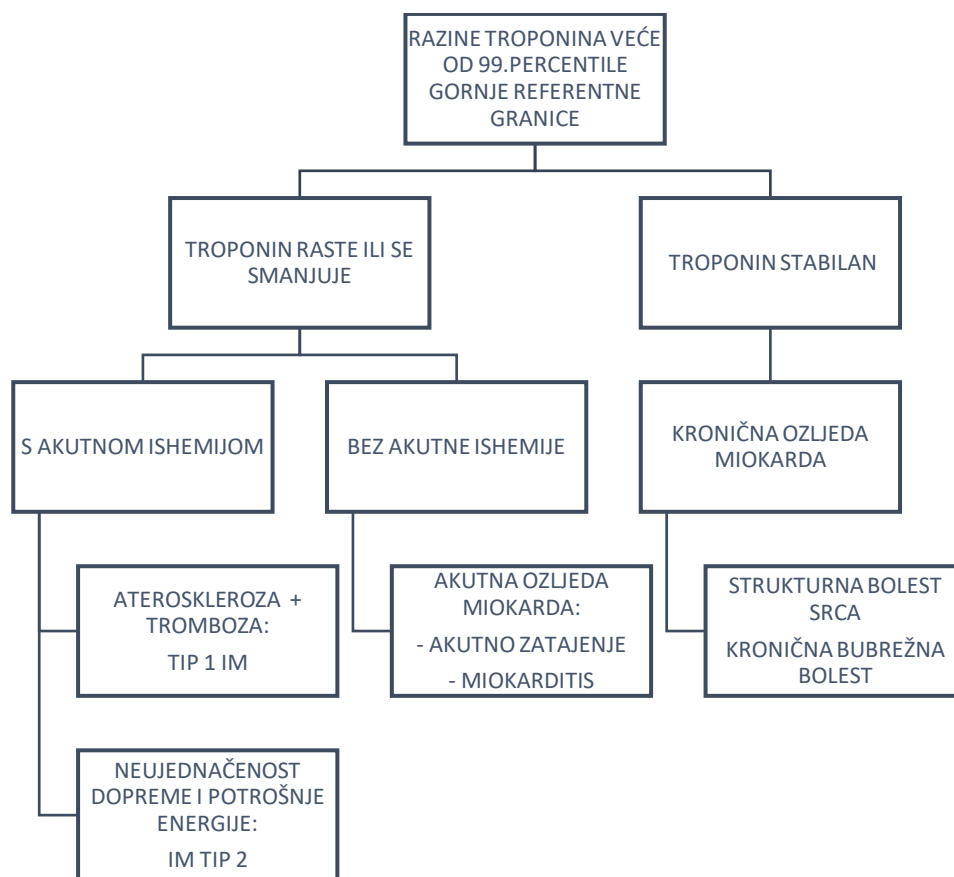 RAZINE TROPONINA VEĆE
OD 99.PERCENTILE
GORNJE REFERENTNE
GRANICE
TROPONIN RASTE ILI SE
SMANJUJE
TROPONIN STABILAN
S AKUTNOM ISHEMIJOM
BEZ AKUTNE ISHEMIJE
KRONIČNA OZLJEDA
MIOKARDA
ATEROSKLEROZA +
TROMBOZA:
TIP 1 IM
AKUTNA OZLJEDA
MIOKARDA:
- AKUTNO ZATAJENJE
- MIOKARDITIS
STRUKTURNA BOLEST
SRCA
KRONIČNA BUBREŽNA
BOLEST
NEUJEDNAČENOST
DOPREME I POTROŠNJE
ENERGIJE:
IM TIP 2